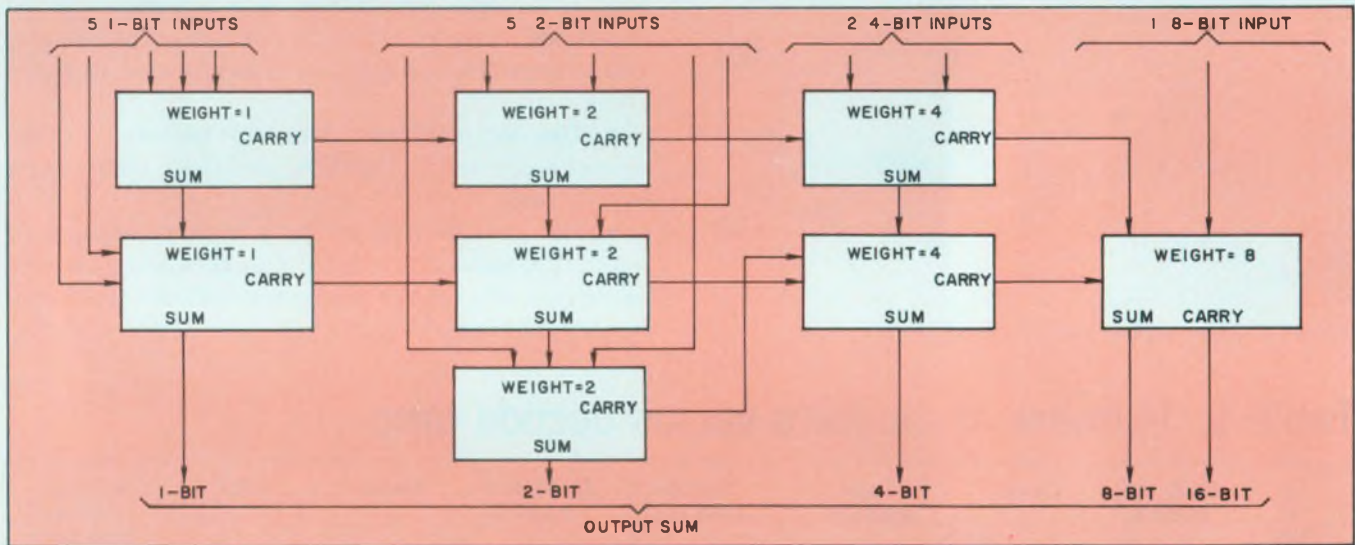 5 1-BIT INPUTS
5 2-BIT INPUTS
2 4-BIT INPUTS
1 8-BIT INPUT
WEIGHT=1
CARRY
SUM
WEIGHT=2
CARRY
SUM
WEIGHT=4
CARRY
SUM
WEIGHT=1
CARRY
SUM
WEIGHT=2
CARRY
SUM
WEIGHT=4
CARRY
SUM
WEIGHT=8
SUM CARRY
WEIGHT=2
CARRY
SUM
1-BIT
2-BIT
4-BIT
8-BIT
16-BIT
OUTPUT SUM